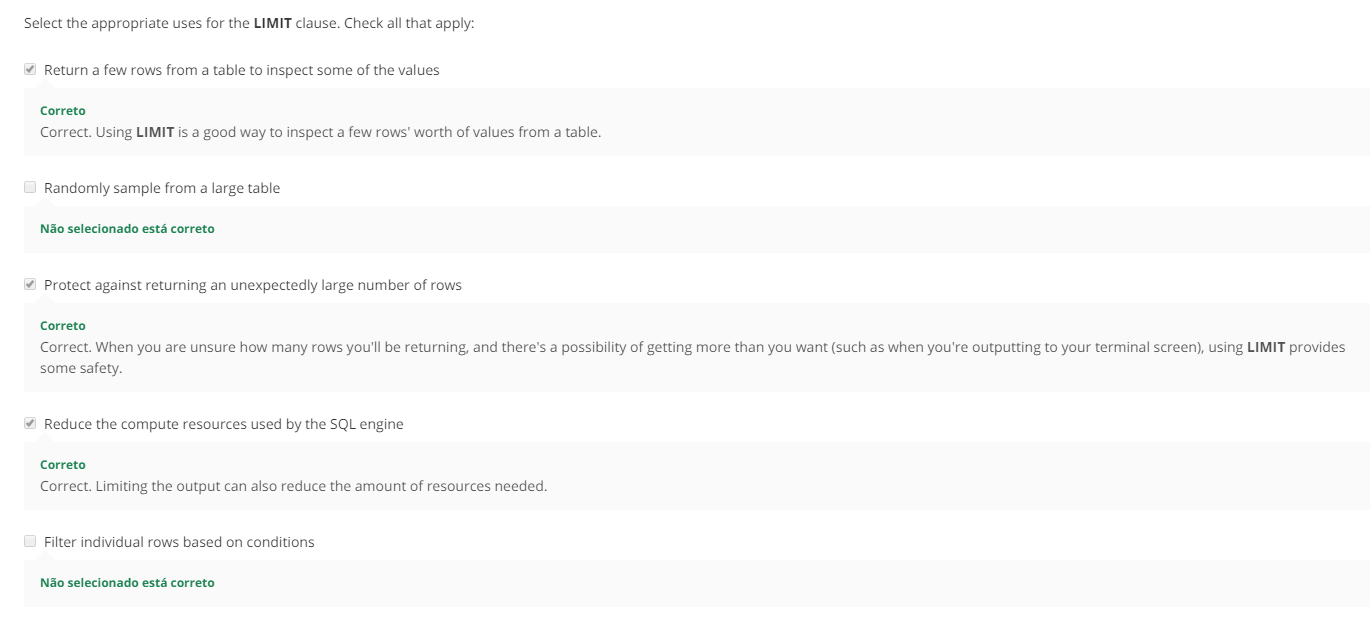 Select the appropriate uses for the LIMIT clause. Check all that apply:
Return a few rows from a table to inspect some of the values
Correto
Correct. Using LIMIT is a good way to inspect a few rows' worth of values from a table.
Randomly sample from a large table
Não selecionado está correto
Protect against returning an unexpectedly large number of rows
Correto
Correct. When you are unsure how many rows you'll be returning, and there's a possibility of getting more than you want (such as when you're outputting to your terminal screen), using LIMIT provides
some safety.
Reduce the compute resources used by the SQL engine
Correto
Correct. Limiting the output can also reduce the amount of resources needed.
Filter individual rows based on conditions
Não selecionado está correto